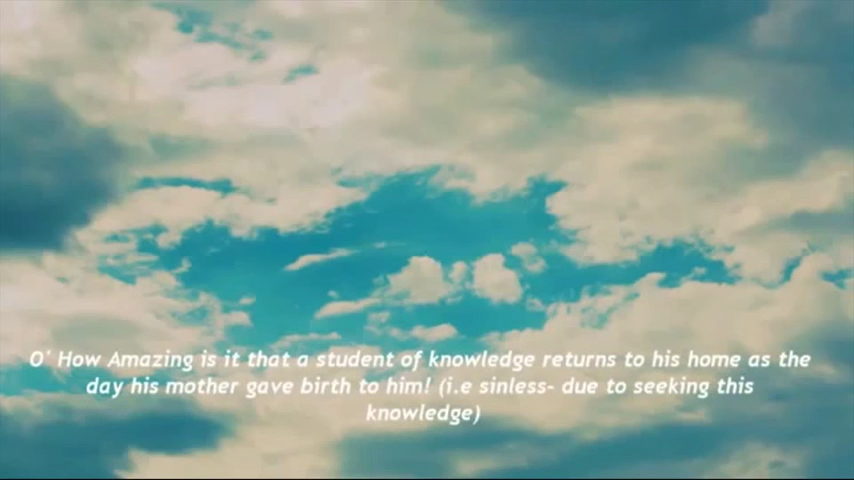 O' How Amazing is it that a student of knowledge returns to his home as the
day his mother gave birth to him! (i.e sinless- due to seeking this
knowledge)